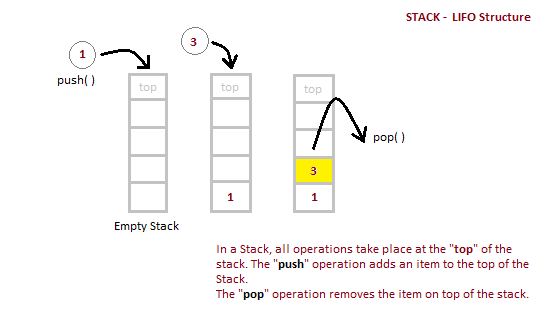 STACK - LIFO Structure
1
3
push( )
top
top
top
pop( )
3
1
1
Empty Stack
In a Stack, all operations take place at the "top" of the
stack. The "push" operation adds an item to the top of the
Stack.
The "pop" operation removes the item on top of the stack.